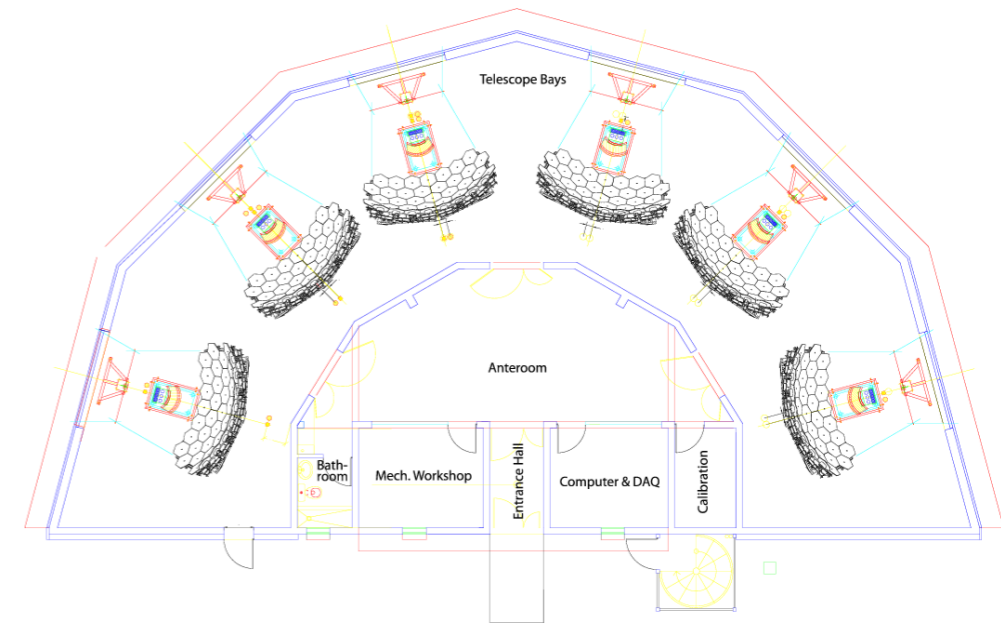 Telescope Bays
Anteroom
Bath-
room
Mech. Workshop
Entrance Hall
Computer & DAQ
Calibration